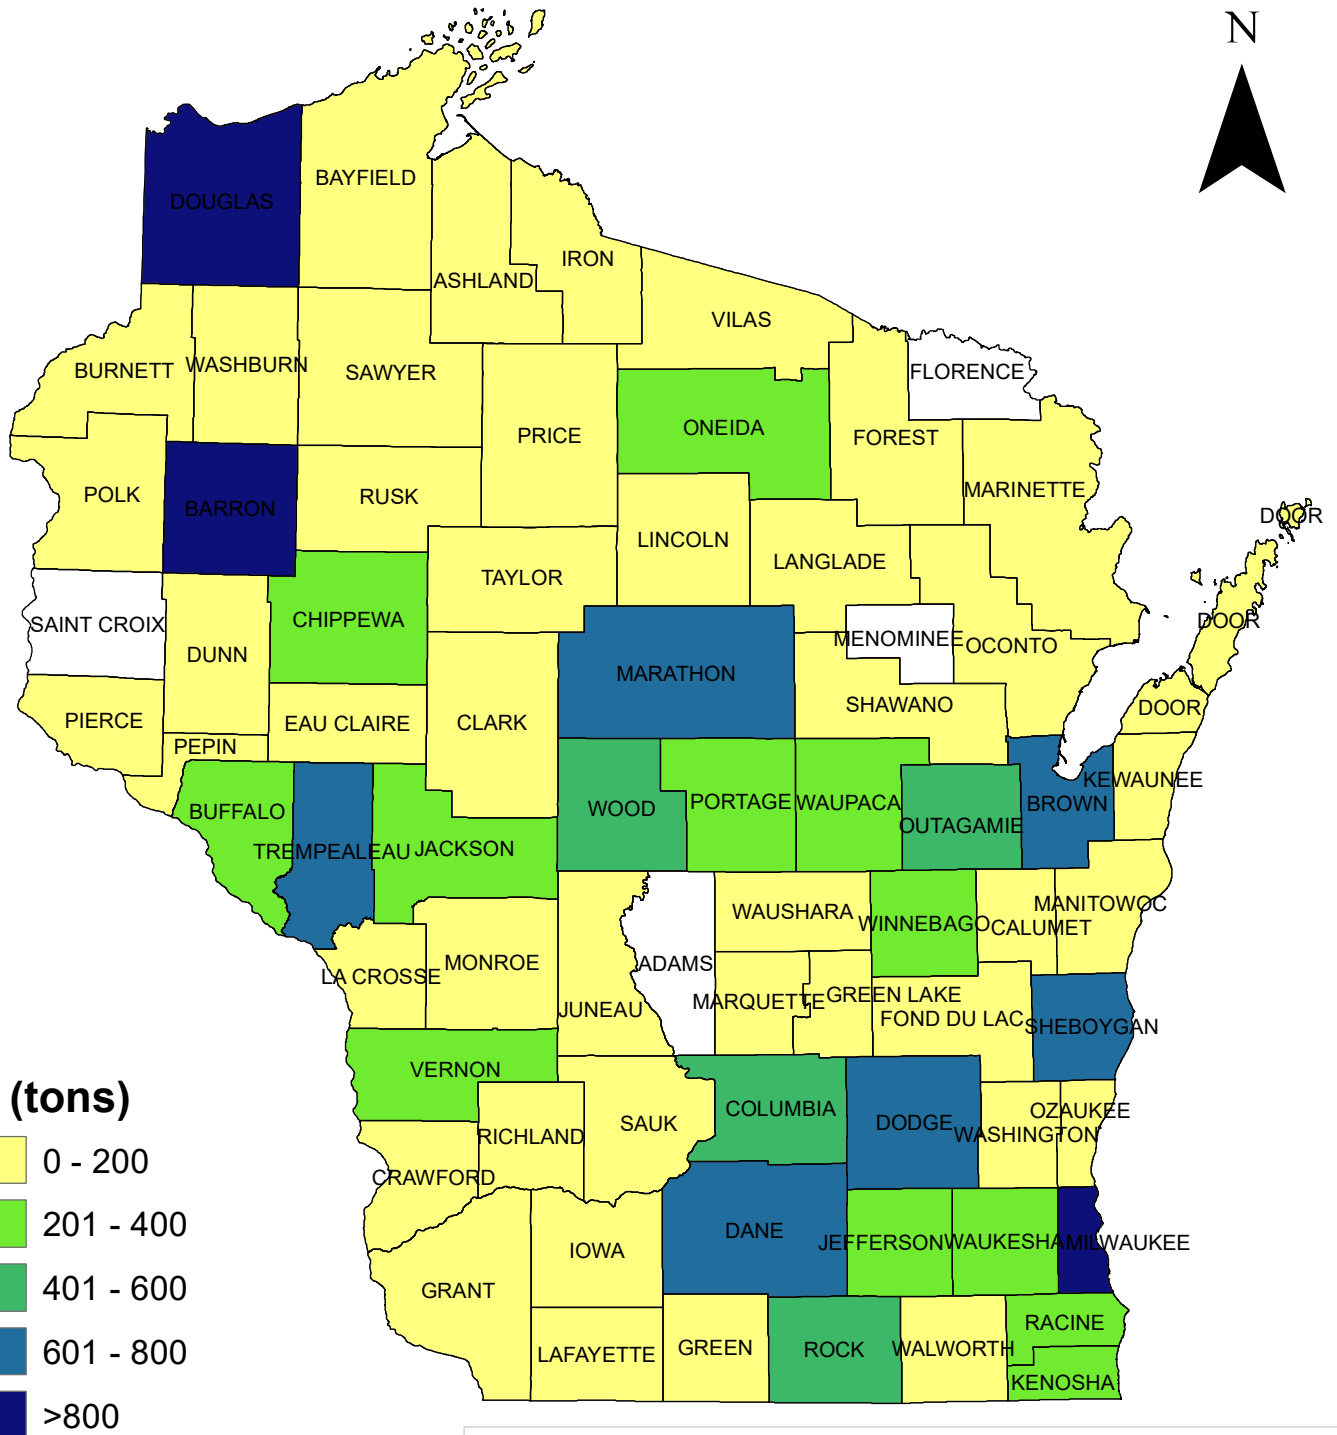 N
DOUGLAS
BAYFIELD
ASHLAND
IRON
VILAS
BURNETT
WASHBURN
SAWYER
FLORENCE
PRICE
ONEIDA
FOREST
POLK
BARRON
RUSK
MARINETTE
DOOR
LINCOLN
LANGLADE
TAYLOR
SAINT CROIX
CHIPPEWA
DOOR
DUNN
MENOMINEE
OCONTO
MARATHON
SHAWANO
DOOR
PIERCE
EAU CLAIRE
CLARK
PEPIN
KEWAUNEE
BUFFALO
WOOD
PORTAGE
WAUPACA
BROWN
OUTAGAMIE
TREMPEALEAU
JACKSON
WAUSHARA
WINNEBAGO
CALUMET
MANITOWOC
LA CROSSE
MONROE
ADAMS
JUNEAU
MARQUETTE
GREEN LAKE
FOND DU LAC
SHEBOYGAN
VERNON
RICHLAND
SAUK
COLUMBIA
DODGE
WASHINGTON
OZAUKEE
CRAWFORD
DANE
JEFFERSON
WAUKESHA
MILWAUKEE
IOWA
GRANT
LAFAYETTE
GREEN
ROCK
WALWORTH
RACINE
KENOSHA
(tons)
0 - 200
201 - 400
401 - 600
601 - 800
>800